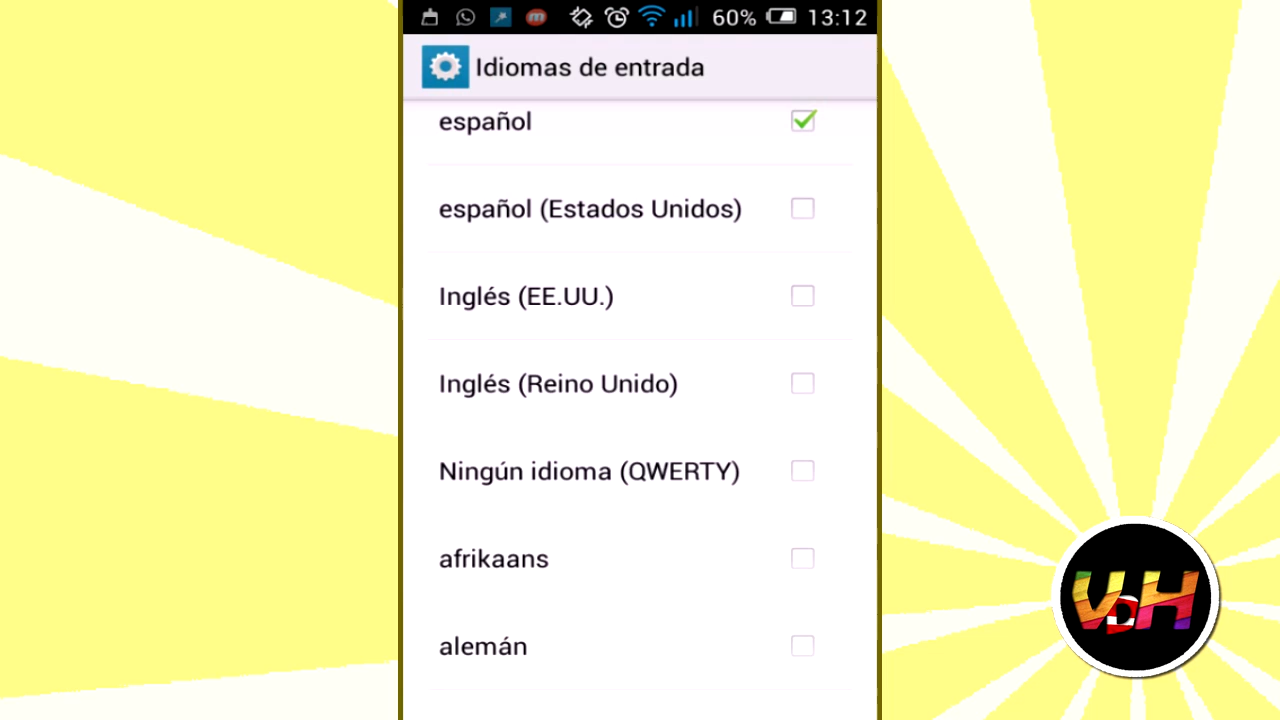 60% 13:12
Idiomas de entrada
español
español (Estados Unidos)
Inglés (EE.UU.)
Inglés (Reino Unido)
Ningún idioma (QWERTY)
afrikaans
alemán
VDH